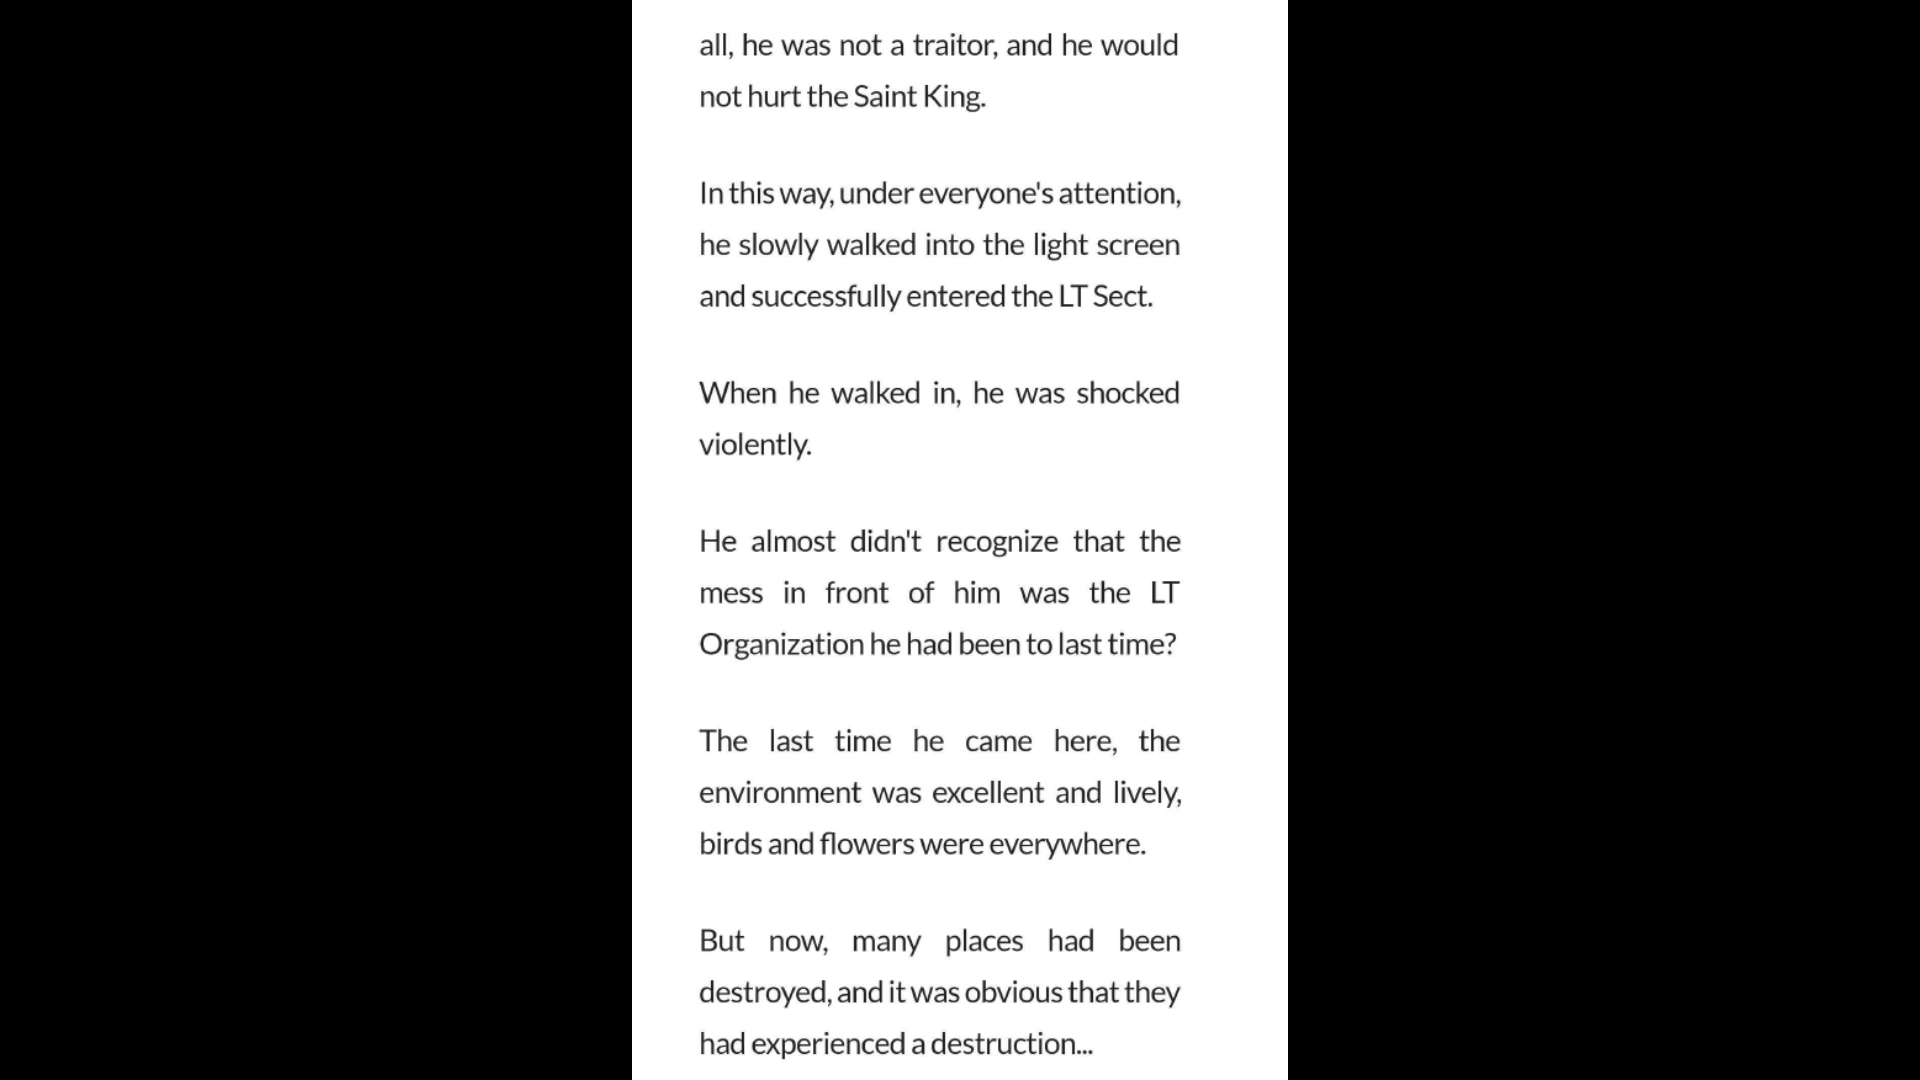 all, he was not a traitor, and he would
not hurt the Saint King.
In this way, under everyone's attention,
he slowly walked into the light screen
and successfully entered the LT Sect.
When he walked in, he was shocked
violently.
He almost didn't recognize that the
mess in front of him was the LT
Organization he had been to last time?
The last time he came here, the
environment was excellent and lively,
birds and flowers were everywhere.
But now, many places had been
destroyed, and it was obvious that they
had experienced a destruction...